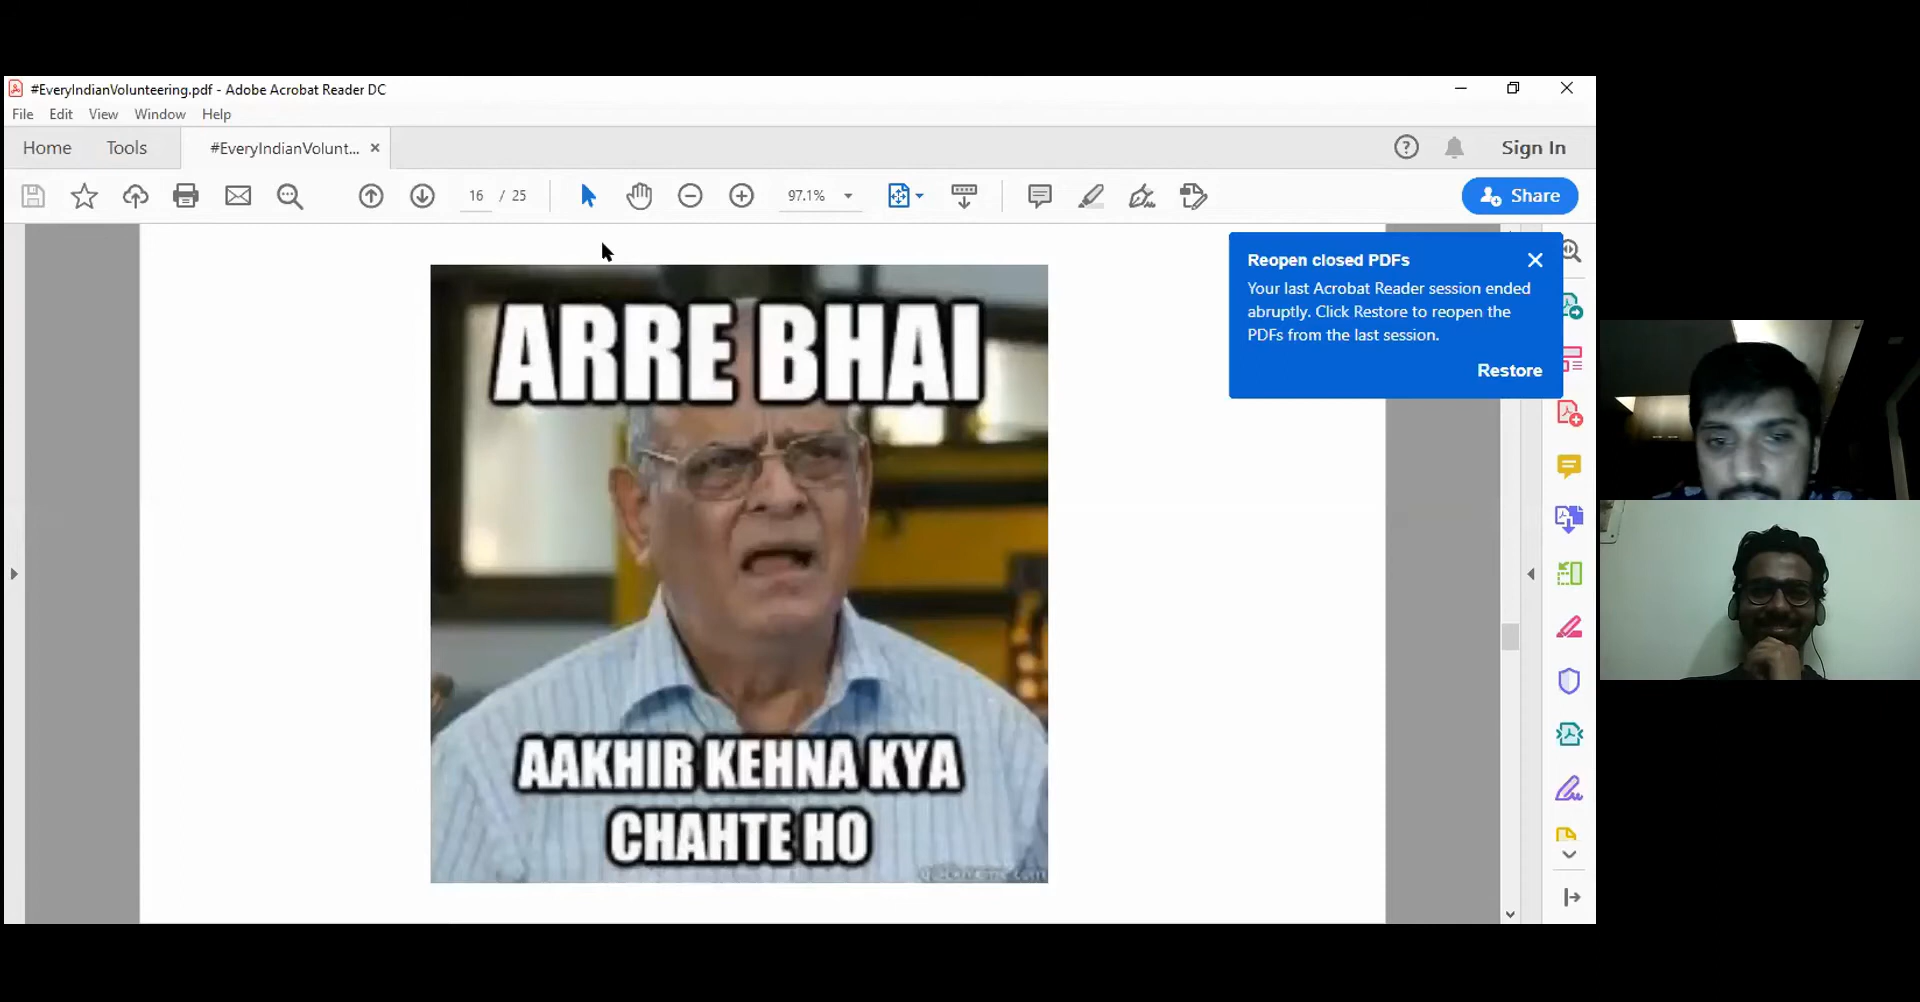 #EveryIndianVolunteering.pdf - Adobe Acrobat Reader DC
File Edit View Window Help
Home Tools #EveryIndianVolunt... Sign In
16 / 25 97.1% Share
Reopen closed PDFs
Your last Acrobat Reader session ended
abruptly. Click Restore to reopen the
PDFs from the last session.
Restore
ARRE BHAI
AAKHIR KEHNA KYA
CHAHTE HO